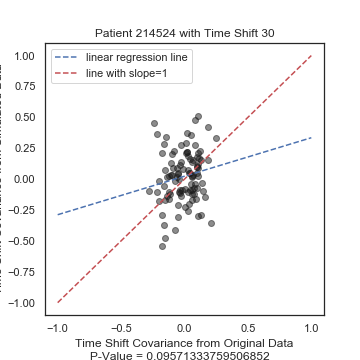 Patient 214524 with Time Shift 30
linear regression line
line with slope=1
1.00
0.75
0.50
0.25
0.00
−0.25
−0.50
−0.75
−1.00
−1.0
−0.5
0.0
0.5
1.0
Time Shift Covariance from Original Data
P-Value = 0.09571333759506852